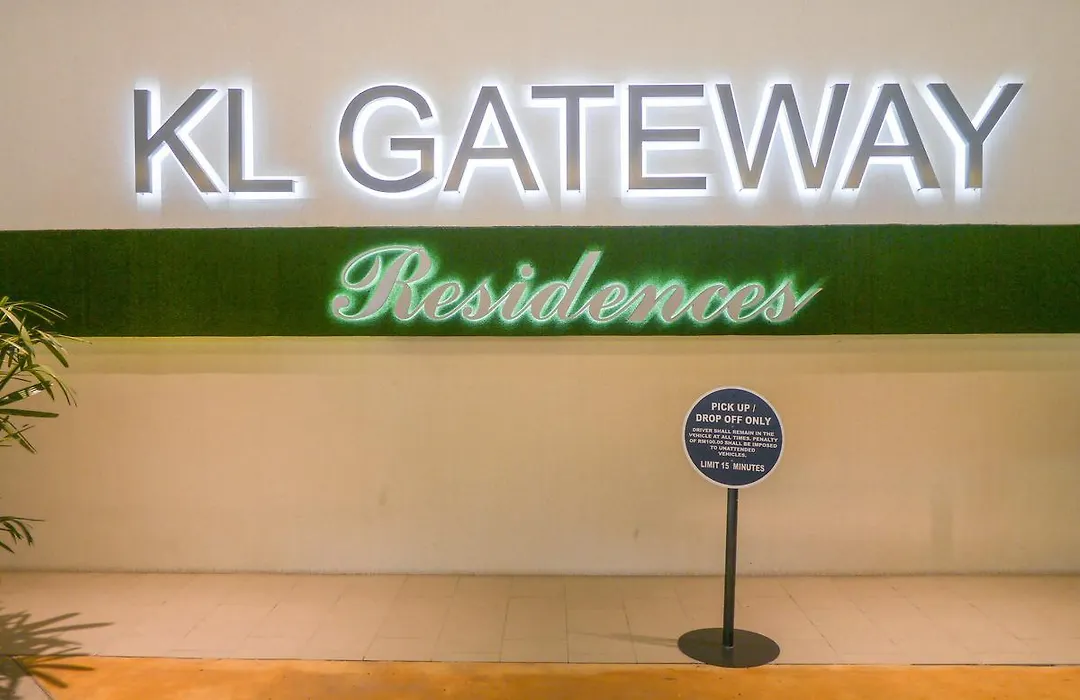 KL GATEWAY
Residences
PICK UP /
DROP OFF ONLY
DRIVER SHALL REMAIN IN THE
VEHICLE AT ALL TIMES. PENALTY
OF RM100.00 SHALL BE IMPOSED
TO UNATTENDED
VEHICLES.
LIMIT 15 MINUTES